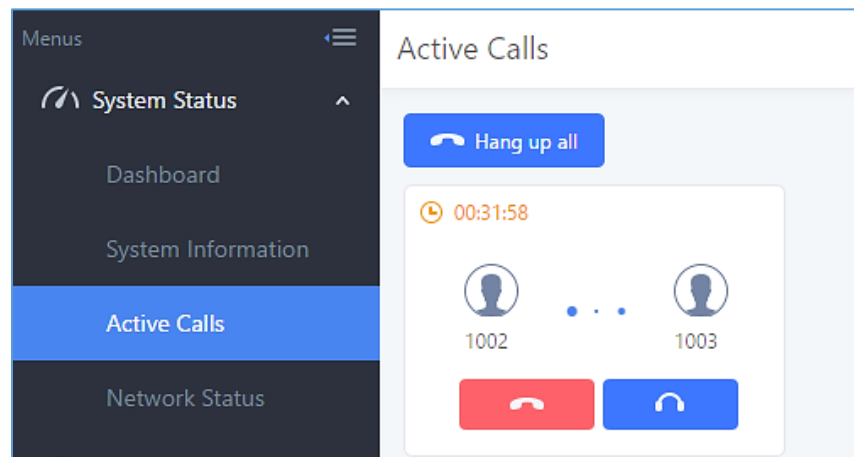 Menus
System Status
Dashboard
System Information
Active Calls
Network Status
Active Calls
Hang up all
00:31:58
1002 1003